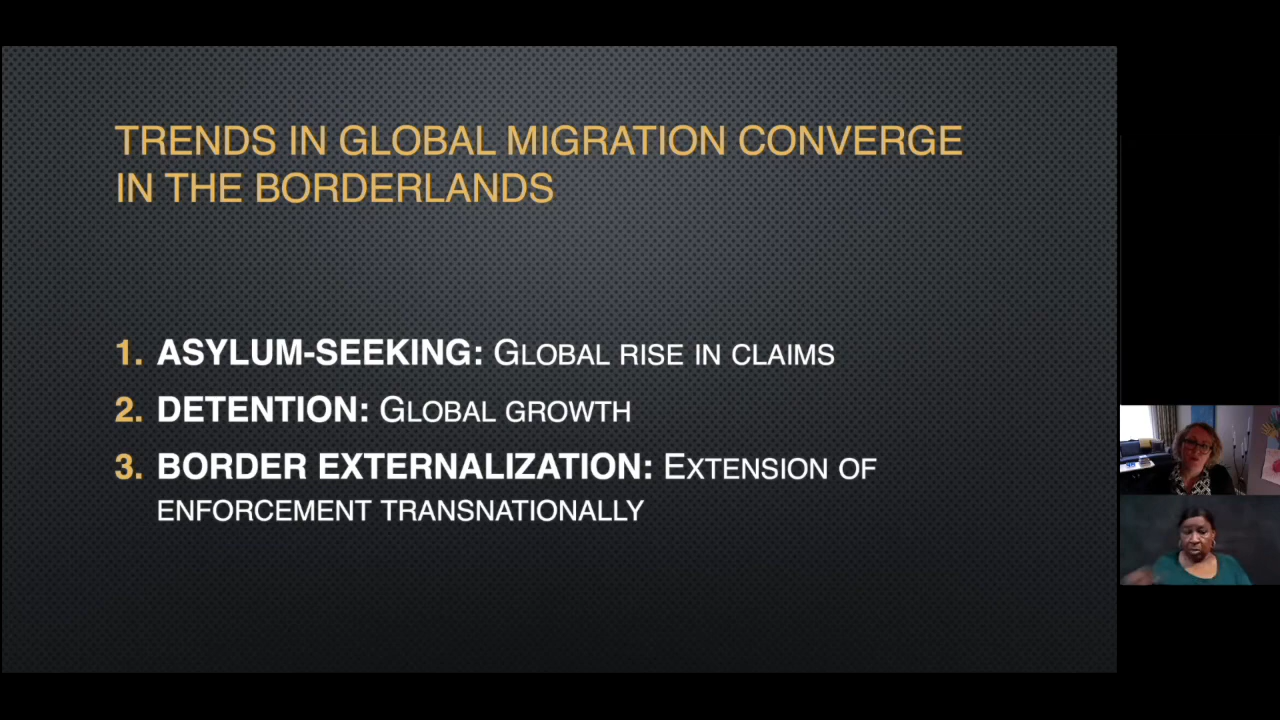 TRENDS IN GLOBAL MIGRATION CONVERGE
IN THE BORDERLANDS
1. ASYLUM-SEEKING: GLOBAL RISE IN CLAIMS
2. DETENTION: GLOBAL GROWTH
3. BORDER EXTERNALIZATION: EXTENSION OF
ENFORCEMENT TRANSNATIONALLY